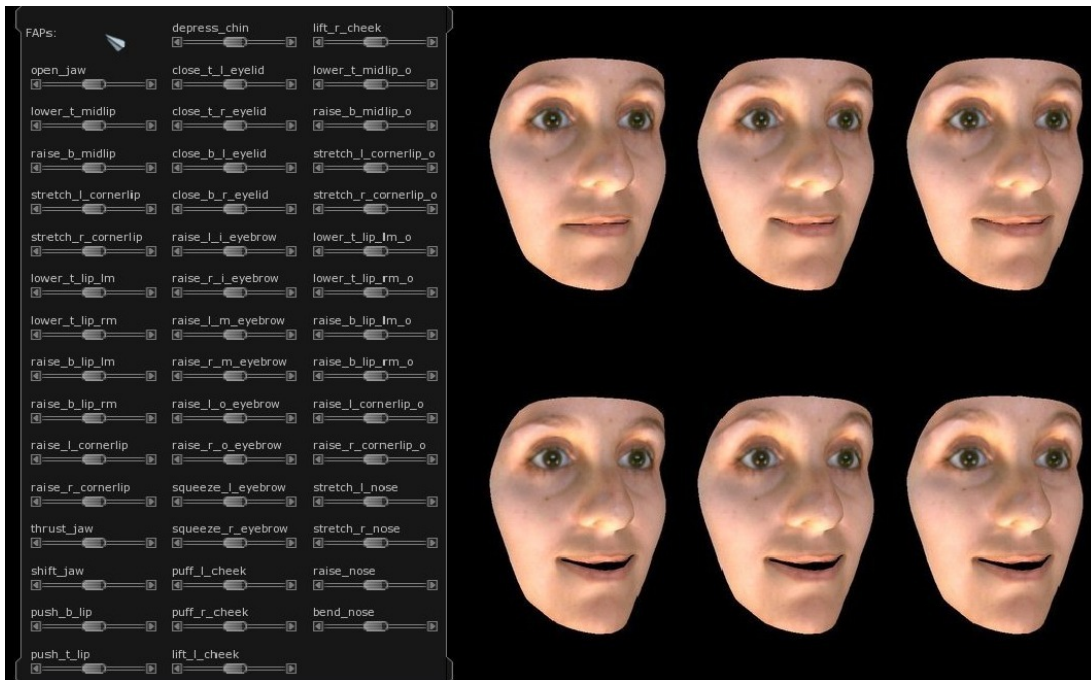 FAPs:
depress_chin
lift_r_cheek
open_jaw
close_t_l_eyelid
lower_t_midlip_o
lower_t_midlip
close_t_r_eyelid
raise_b_midlip_o
raise_b_midlip
close_b_l_eyelid
stretch_l_cornerlip_o
stretch_l_cornerlip
close_b_r_eyelid
stretch_r_cornerlip_o
stretch_r_cornerlip
raise_l_i_eyebrow
lower_t_lip_lm_o
lower_t_lip_lm
raise_r_i_eyebrow
lower_t_lip_rm_o
lower_t_lip_rm
raise_l_m_eyebrow
raise_b_lip_lm_o
raise_b_lip_lm
raise_r_m_eyebrow
raise_b_lip_rm_o
raise_b_lip_rm
raise_l_o_eyebrow
raise_l_cornerlip_o
raise_l_cornerlip
raise_r_o_eyebrow
raise_r_cornerlip_o
raise_r_cornerlip
squeeze_l_eyebrow
stretch_l_nose
thrust_jaw
squeeze_r_eyebrow
stretch_r_nose
shift_jaw
puff_l_cheek
raise_nose
push_b_lip
puff_r_cheek
bend_nose
push_t_lip
lift_l_cheek